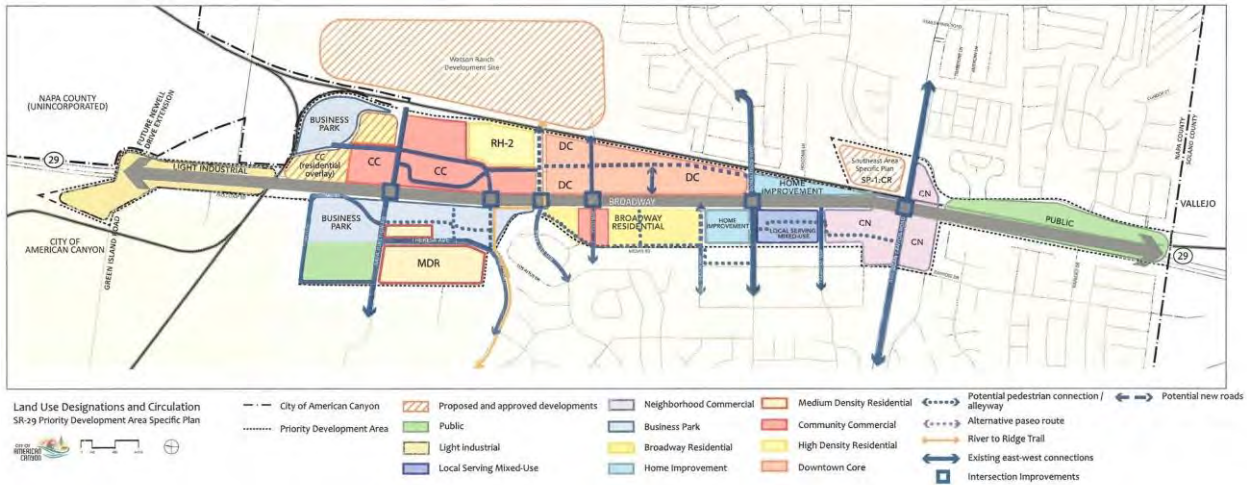 Watson Ranch
Development Site
NAPA COUNTY
(UNINCORPORATED)
FUTURE NEWELL
DRIVE EXTENSION
BUSINESS
PARK
29
LIGHT INDUSTRIAL
CC
(residential
overlay)
CC
CC
RH-2
DC
DC
DC
BROADWAY
HOME
IMPROVEMENT
Southeast Area
Specific Plan
SP-1:CR
CN
NAPA COUNTY
SOLANO COUNTY
VALLEJO
PUBLIC
29
CITY OF
AMERICAN CANYON
GREEN ISLAND ROAD
BUSINESS
PARK
MDR
BROADWAY
RESIDENTIAL
HOME
IMPROVEMENT
LOCAL SERVING
MIXED-USE
CN
CN
Land Use Designations and Circulation
SR-29 Priority Development Area Specific Plan
CITY OF
AMERICAN
CANYON
City of American Canyon
Priority Development Area
Proposed and approved developments
Public
Light industrial
Local Serving Mixed-Use
Neighborhood Commercial
Business Park
Broadway Residential
Home Improvement
Medium Density Residential
Community Commercial
High Density Residential
Downtown Core
Potential pedestrian connection /
alleyway
Alternative paseo route
River to Ridge Trail
Existing east-west connections
Intersection Improvements
Potential new roads